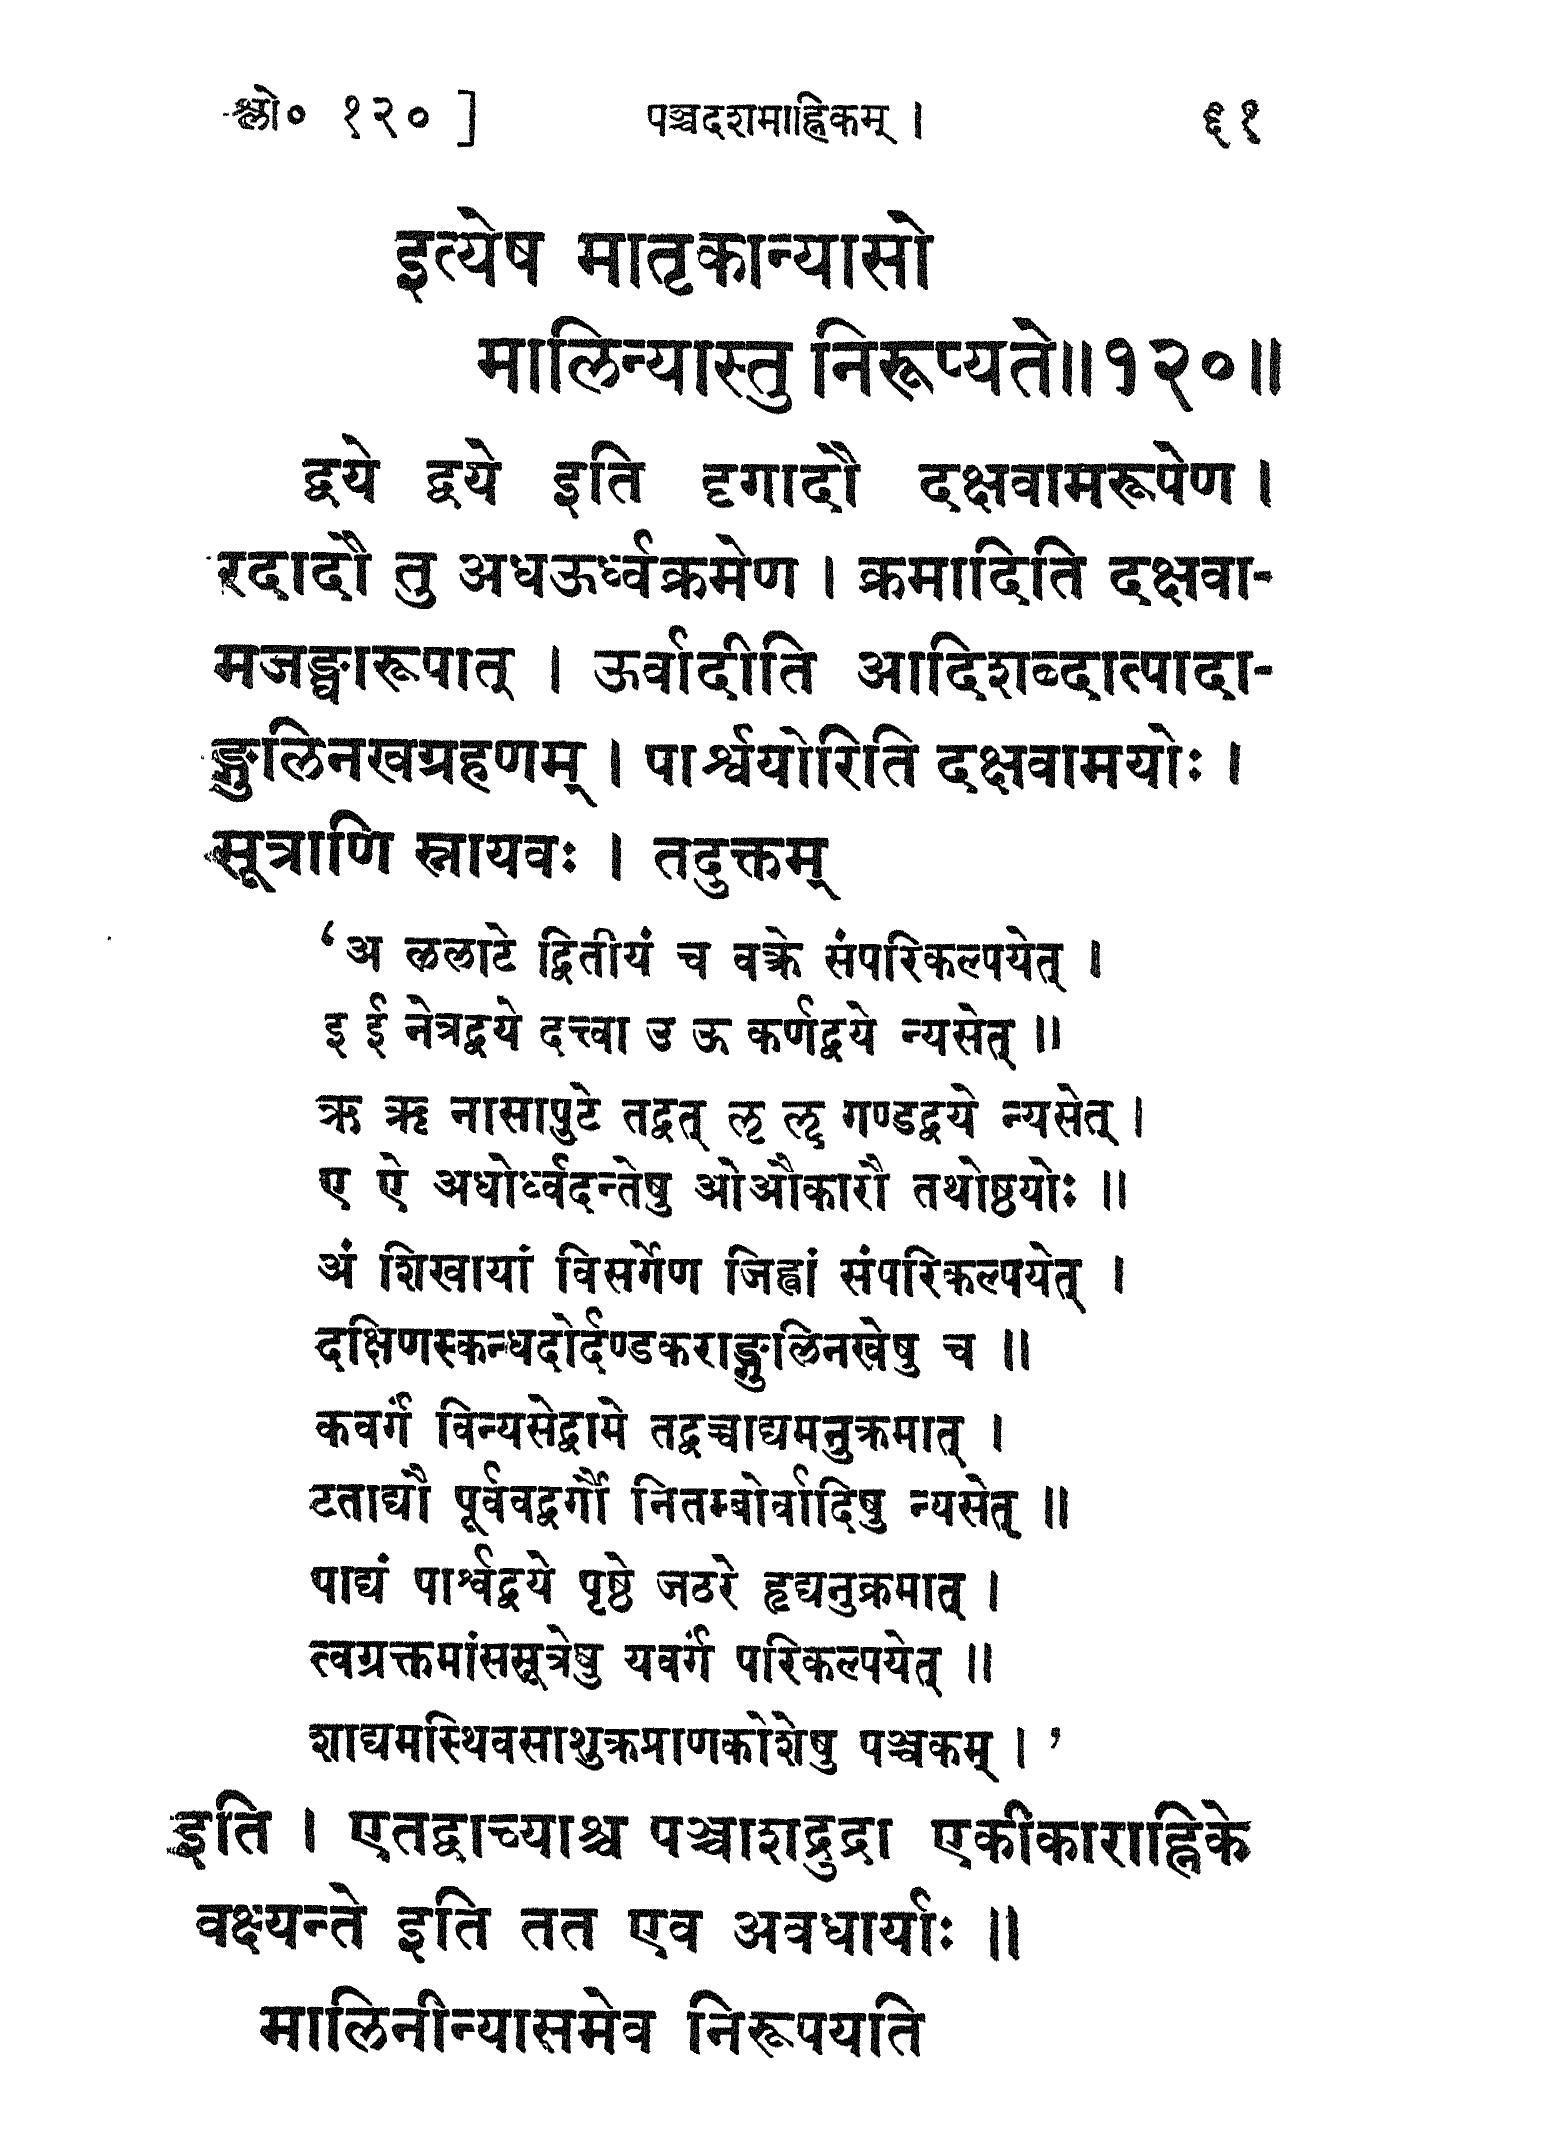 श्लो० १२० ]
पञ्चदशमाह्निकम् ।
६१
इत्येष मातृकान्यासो
मालिन्यास्तु निरूप्यते॥१२०॥
द्वये द्वये इति दृगादौ दक्षवामरूपेण ।
रदादौ तु अधऊर्ध्वक्रमेण । क्रमादिति दक्षवा-
मजङ्घारूपात् । ऊर्वादीति आदिशब्दात्पादा-
ङ्गुलिनखग्रहणम् । पार्श्वयोरिति दक्षवामयोः ।
सूत्राणि स्नायवः । तदुक्तम्
‘अ ललाटे द्वितीयं च वक्रे संपरिकल्पयेत् ।
इ ई नेत्रद्वये दत्त्वा उ ऊ कर्णद्वये न्यसेत् ॥
ऋ ॠ नासापुटे तद्वत् ऌ ॡ गण्डद्वये न्यसेत् ।
ए ऐ अधोर्ध्वदन्तेषु ओऔकारौ तथोष्ठयोः ॥
अं शिखायां विसर्गेण जिह्वां संपरिकल्पयेत् ।
दक्षिणस्कन्धदोर्दण्डकराङ्गुलिनखेषु च ॥
कवर्गं विन्यसेद्वामे तद्वच्चाद्यमनुक्रमात् ।
टताद्यौ पूर्ववद्वर्गौ नितम्बोर्वादिषु न्यसेत् ॥
पाद्यं पार्श्वद्वये पृष्ठे जठरे हृद्यनुक्रमात् ।
त्वग्रक्तमांससूत्रेषु यवर्गं परिकल्पयेत् ॥
शाद्यमस्थिवसाशुक्रप्राणकोशेषु पञ्चकम् । ’
इति । एतद्वाच्याश्च पञ्चाशद्रुद्रा एकीकाराह्निके
वक्ष्यन्ते इति तत एव अवधार्याः ॥
मालिनीन्यासमेव निरूपयति